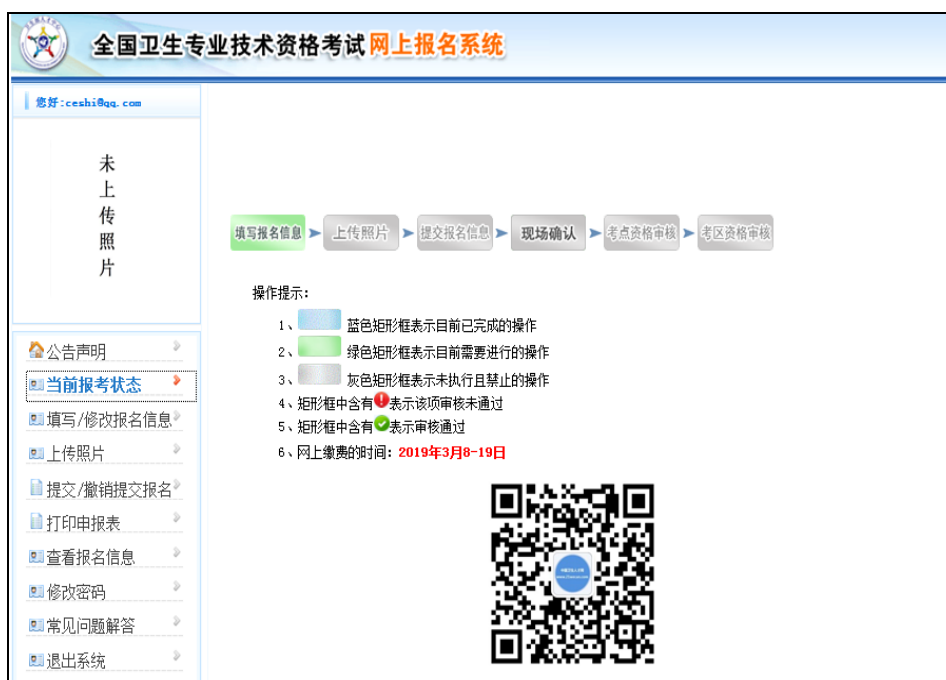 全国卫生专业技术资格考试网上报名系统
您好:ceshi@qq.com
未
上
传
照
片
填写报名信息
上传照片
提交报名信息
现场确认
考点资格审核
考区资格审核
操作提示:
1、 蓝色矩形框表示目前已完成的操作
2、 绿色矩形框表示目前需要进行的操作
3、 灰色矩形框表示未执行且禁止的操作
4、矩形框中含有 表示该项审核未通过
5、矩形框中含有 表示审核通过
6、网上缴费的时间: 2019年3月8-19日
公告声明
当前报考状态
填写/修改报名信息
上传照片
提交/撤销提交报名
打印申报表
查看报名信息
修改密码
常见问题解答
退出系统